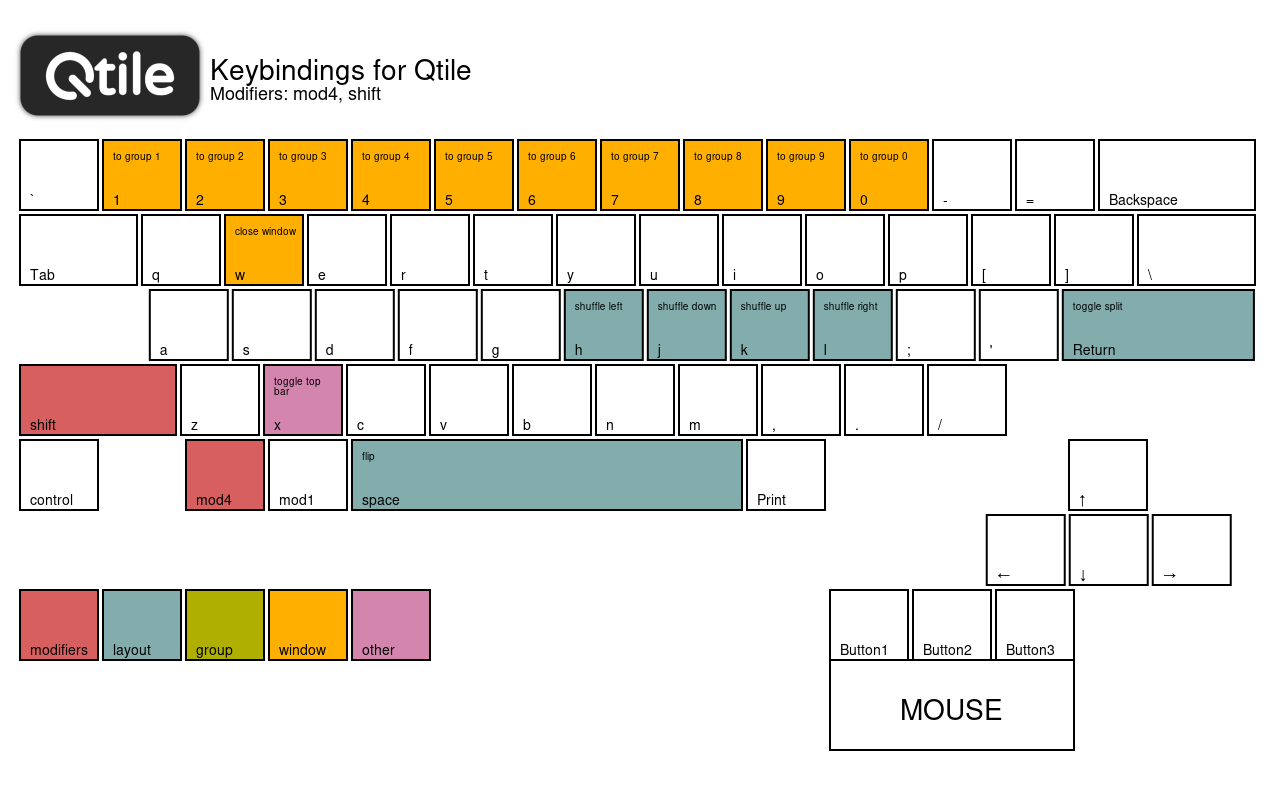 Qtile
Keybindings for Qtile
Modifiers: mod4, shift
to group 1 to group 2 to group 3 to group 4 to group 5 to group 6 to group 7 to group 8 to group 9 to group 0
` 1 2 3 4 5 6 7 8 9 0 - = Backspace
close window
Tab q w e r t y u i o p [ ] \
shuffle left shuffle down shuffle up shuffle right toggle split
a s d f g h j k l ; ' Return
toggle top
bar
shift z x c v b n m , . /
flip
control mod4 mod1 space Print ↑
← ↓ →
modifiers layout group window other Button1 Button2 Button3
MOUSE